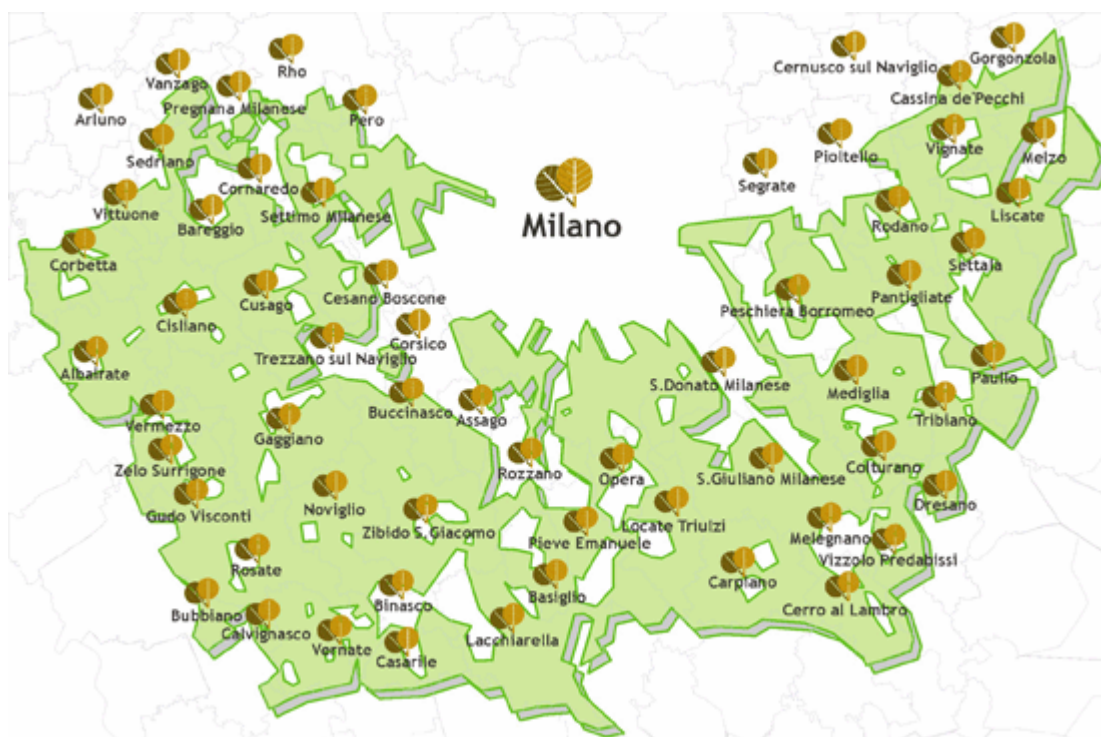 Gorgonzola
Rho
Vanzago
Cernusco sul Naviglio
Cassina de'Pecchi
Pregnana Milanese
Pero
Arluno
Vignate
Melzo
Sedriano
Pioltello
Segrate
Cornaredo
Vittuone
Settimo Milanese
Liscate
Bareggio
Milano
Rodano
Corbetta
Settala
Cesano Boscone
Cusago
Pantigliate
Peschiera Borromeo
Cisliano
Corsico
Trezzano sul Naviglio
Albairate
Paullo
S.Donato Milanese
Mediglia
Buccinasco
Assago
Tribiano
Vermezzo
Gaggiano
Zelo Surrigone
Rozzano
Opera
S.Giuliano Milanese
Colturano
Gudo Visconti
Noviglio
Dresano
Zibido S.Giacomo
Locate Triulzi
Pieve Emanuele
Melegnano
Vizzolo Predabissi
Rosate
Carpiano
Basiglio
Binasco
Bubbiano
Cerro al Lambro
Calvignasco
Lacchiarella
Vernate
Casarile